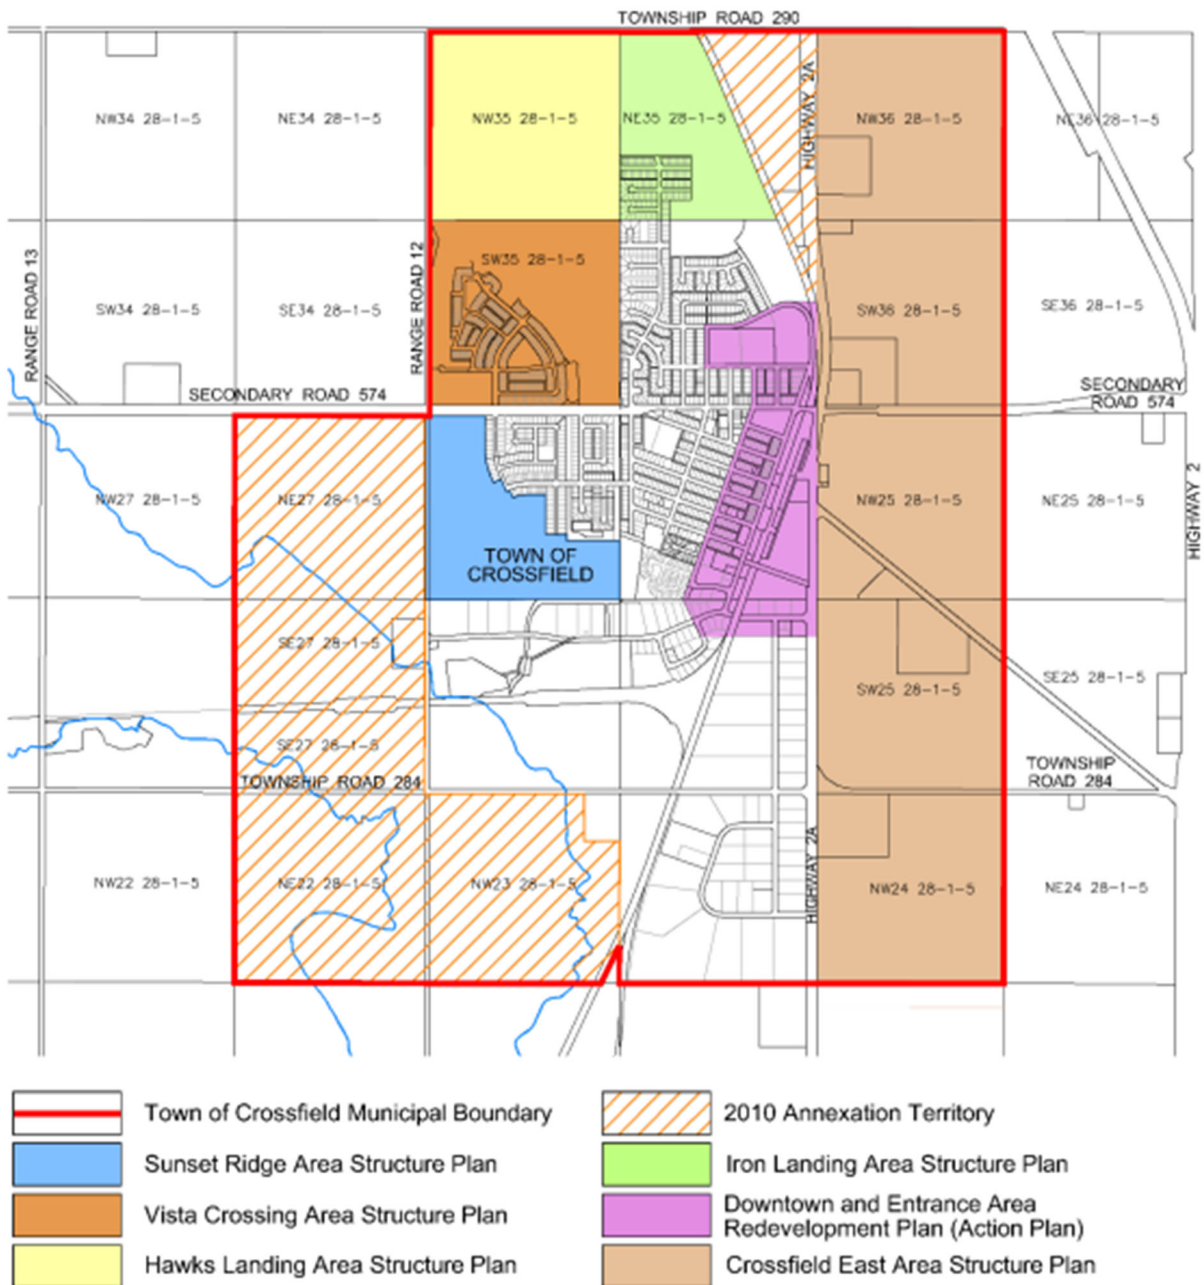 TOWNSHIP ROAD 290
NW34 28-1-5
NE34 28-1-5
NW35 28-1-5
NE35 28-1-5
HIGHWAY 2A
NW36 28-1-5
NE36 28-1-5
RANGE ROAD 13
SW34 28-1-5
SE34 28-1-5
RANGE ROAD 12
SW35 28-1-5
SW36 28-1-5
SE36 28-1-5
SECONDARY ROAD 574
SECONDARY
ROAD 574
NW27 28-1-5
NE27 28-1-5
TOWN OF
CROSSFIELD
NW25 28-1-5
NE25 28-1-5
HIGHWAY 2
SE27 28-1-5
SW25 28-1-5
SE25 28-1-5
SE27 28-1-5
TOWNSHIP ROAD 284
TOWNSHIP
ROAD 284
NW22 28-1-5
NE22 28-1-5
NW23 28-1-5
HIGHWAY 2A
NW24 28-1-5
NE24 28-1-5
Town of Crossfield Municipal Boundary
2010 Annexation Territory
Sunset Ridge Area Structure Plan
Iron Landing Area Structure Plan
Vista Crossing Area Structure Plan
Downtown and Entrance Area
Redevelopment Plan (Action Plan)
Hawks Landing Area Structure Plan
Crossfield East Area Structure Plan